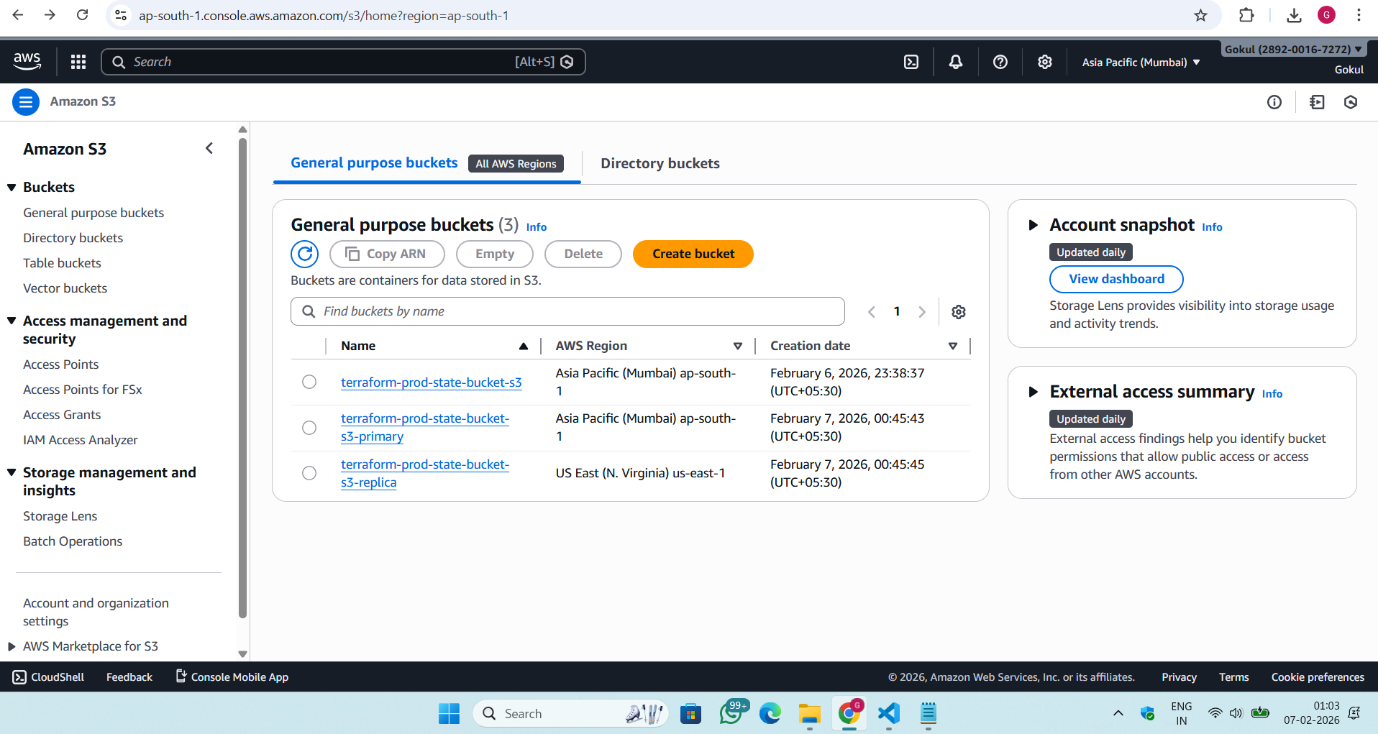 ap-south-1.console.aws.amazon.com/s3/home?region=ap-south-1
G
aws
Search
[Alt+S]
Asia Pacific (Mumbai) ▼
Gokul (2892-0016-7272) ▼
Gokul
Amazon S3
Amazon S3
Buckets
General purpose buckets
Directory buckets
Table buckets
Vector buckets
Access management and
security
Access Points
Access Points for FSx
Access Grants
IAM Access Analyzer
Storage management and
insights
Storage Lens
Batch Operations
Account and organization
settings
AWS Marketplace for S3
General purpose buckets All AWS Regions
Directory buckets
General purpose buckets (3) Info
Copy ARN
Empty
Delete
Create bucket
Buckets are containers for data stored in S3.
Find buckets by name
1
Name
AWS Region
Creation date
terraform-prod-state-bucket-s3
Asia Pacific (Mumbai) ap-south-
1
February 6, 2026, 23:38:37
(UTC+05:30)
terraform-prod-state-bucket-
s3-primary
Asia Pacific (Mumbai) ap-south-
1
February 7, 2026, 00:45:43
(UTC+05:30)
terraform-prod-state-bucket-
s3-replica
US East (N. Virginia) us-east-1
February 7, 2026, 00:45:45
(UTC+05:30)
Account snapshot Info
Updated daily
View dashboard
Storage Lens provides visibility into storage usage
and activity trends.
External access summary Info
Updated daily
External access findings help you identify bucket
permissions that allow public access or access
from other AWS accounts.
CloudShell
Feedback
Console Mobile App
© 2026, Amazon Web Services, Inc. or its affiliates.
Privacy
Terms
Cookie preferences
Search
99+
G
ENG
IN
01:03
07-02-2026